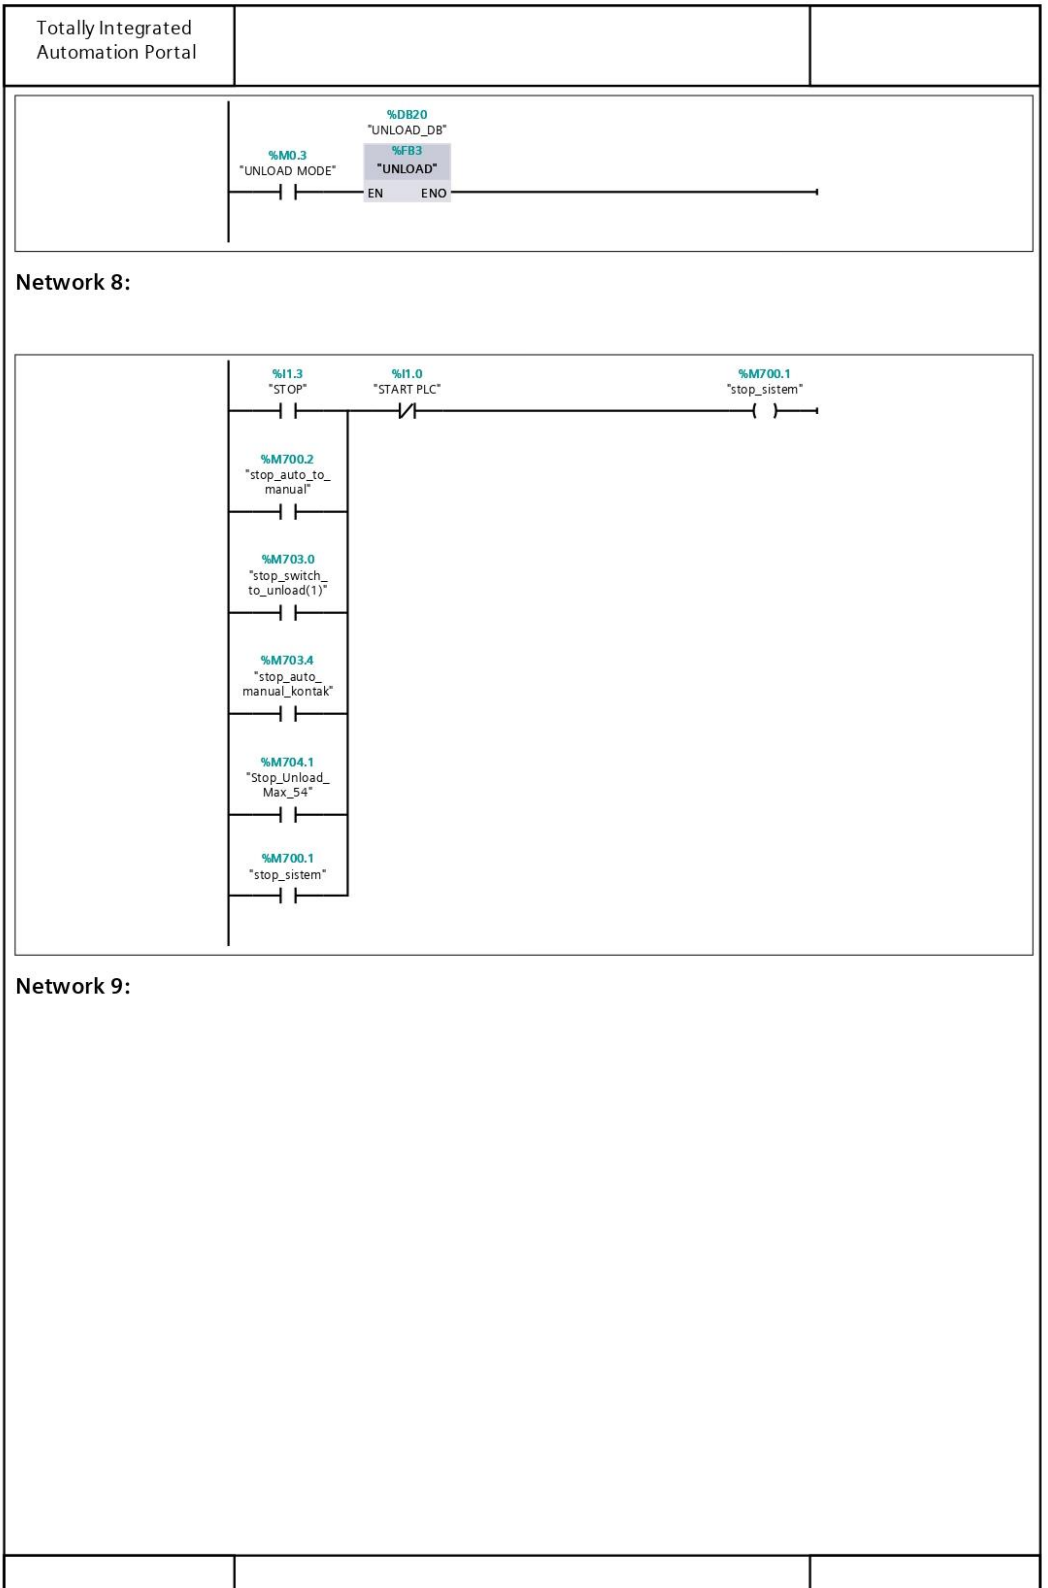 Totally Integrated
Automation Portal
%DB20
"UNLOAD_DB"
%M0.3
"UNLOAD MODE"
%FB3
"UNLOAD"
EN ENO
Network 8:
%I1.3
"STOP"
%I1.0
"START PLC"
%M700.1
"stop_sistem"
%M700.2
"stop_auto_to_
manual"
%M703.0
"stop_switch_
to_unload(1)"
%M703.4
"stop_auto_
manual_kontak"
%M704.1
"Stop_Unload_
Max_54"
%M700.1
"stop_sistem"
Network 9: